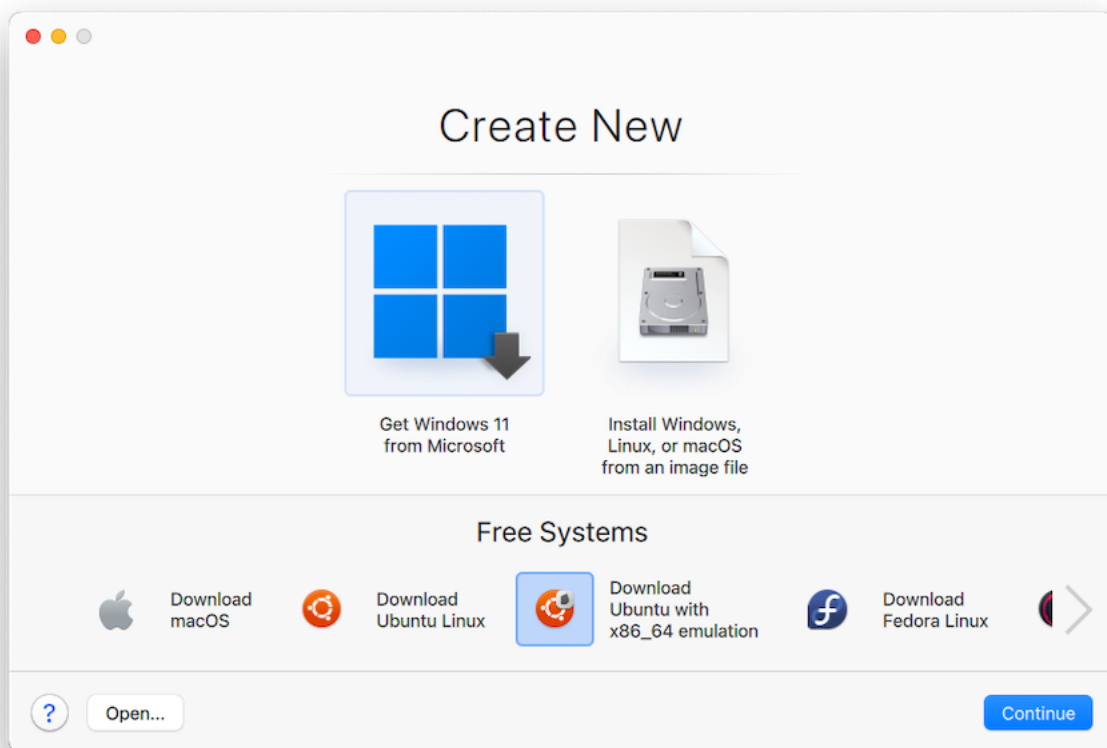 Create New
Get Windows 11
from Microsoft
Install Windows,
Linux, or macOS
from an image file
Free Systems
Download
macOS
Download
Ubuntu Linux
Download
Ubuntu with
x86_64 emulation
Download
Fedora Linux
?
Open...
Continue